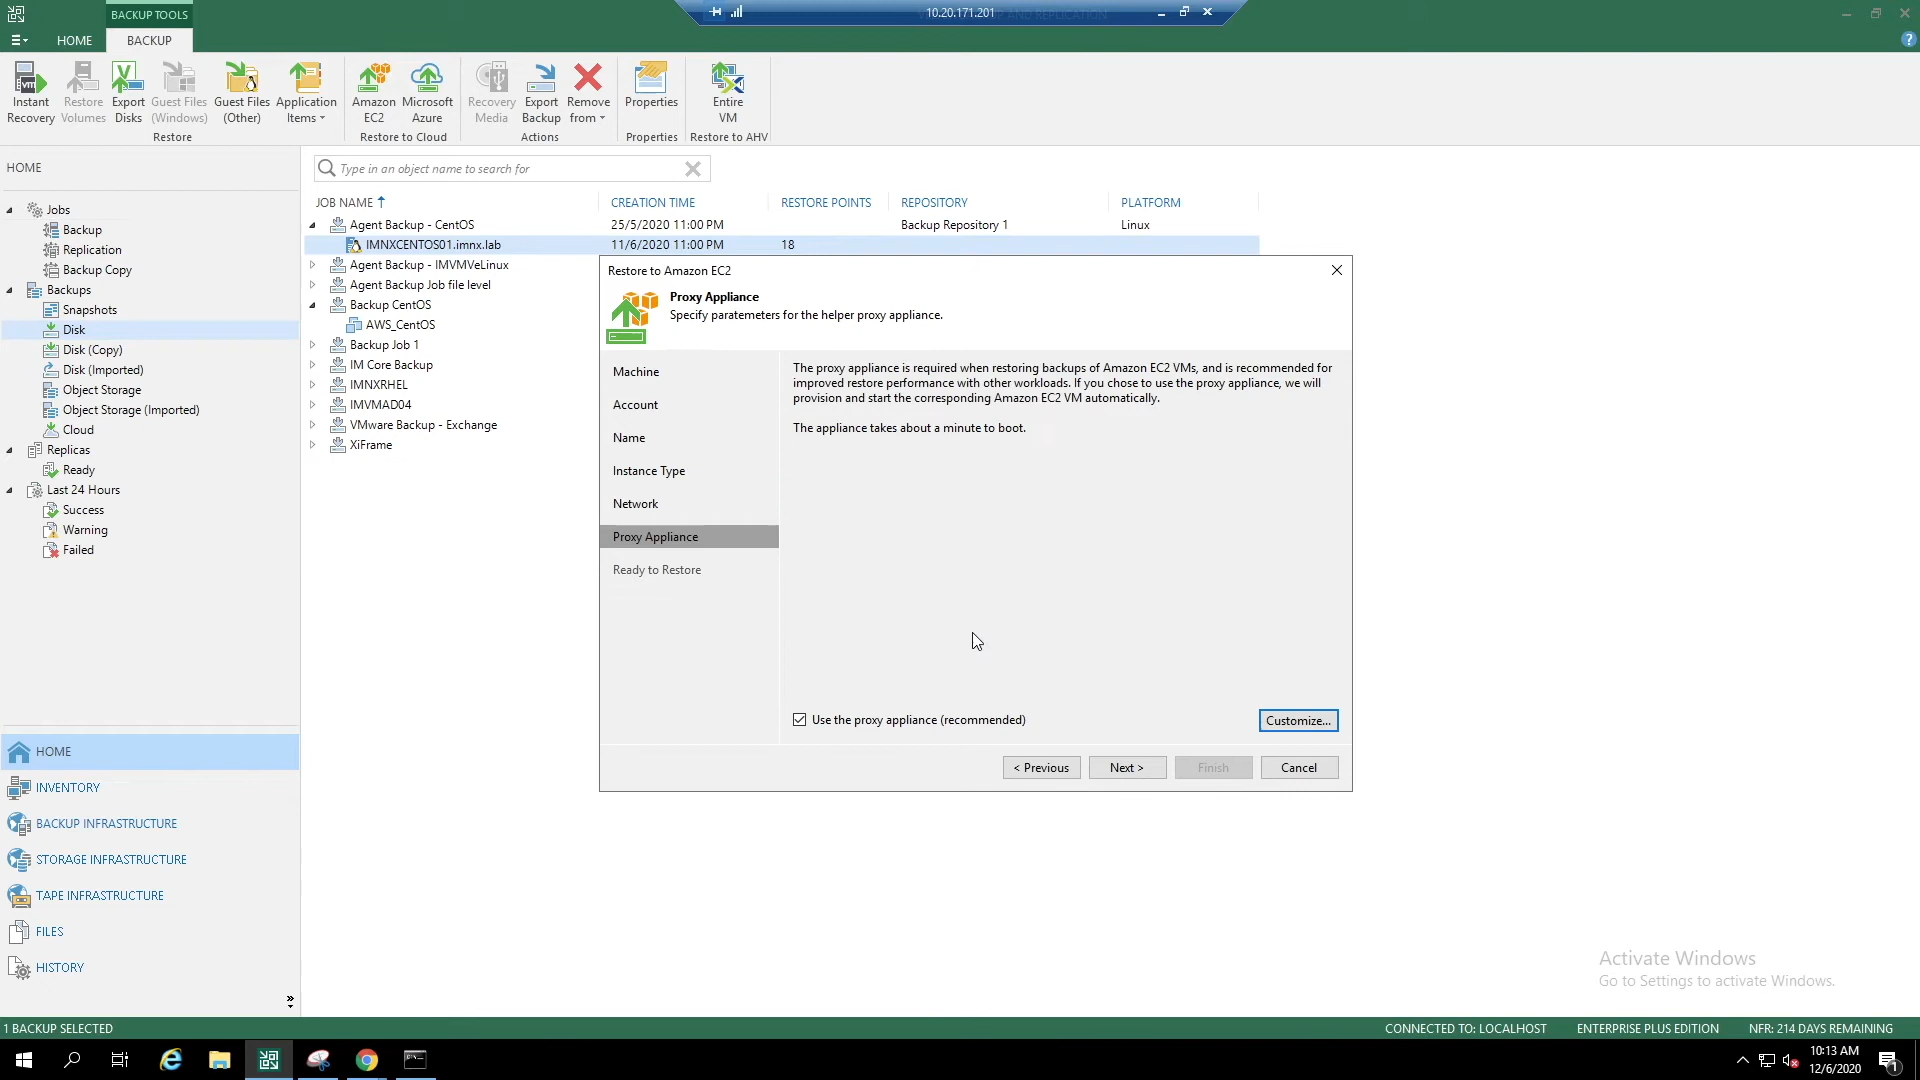 BACKUP TOOLS
10.20.171.201
HOME
BACKUP
Instant Recovery
Restore Volumes
Export Disks
Guest Files (Windows)
Guest Files (Other)
Application Items
Amazon EC2
Microsoft Azure
Recovery Media
Export Backup
Remove from
Properties
Entire VM
Restore
Restore to Cloud
Actions
Properties
Restore to AHV
HOME
Jobs
Backup
Replication
Backup Copy
Backups
Snapshots
Disk
Disk (Copy)
Disk (Imported)
Object Storage
Object Storage (Imported)
Cloud
Replicas
Ready
Last 24 Hours
Success
Warning
Failed
HOME
INVENTORY
BACKUP INFRASTRUCTURE
STORAGE INFRASTRUCTURE
TAPE INFRASTRUCTURE
FILES
HISTORY
Type in an object name to search for
JOB NAME CREATION TIME RESTORE POINTS REPOSITORY PLATFORM
Agent Backup - CentOS 25/5/2020 11:00 PM Backup Repository 1 Linux
IMNXCENTOS01.imnx.lab 11/6/2020 11:00 PM 18
Agent Backup - IMVMVeLinux
Agent Backup Job file level
Backup CentOS
AWS_CentOS
Backup Job 1
IM Core Backup
IMNXRHEL
IMVMAD04
VMware Backup - Exchange
XiFrame
Restore to Amazon EC2
Proxy Appliance
Specify paratemeters for the helper proxy appliance.
Machine
Account
Name
Instance Type
Network
Proxy Appliance
Ready to Restore
The proxy appliance is required when restoring backups of Amazon EC2 VMs, and is recommended for
improved restore performance with other workloads. If you chose to use the proxy appliance, we will
provision and start the corresponding Amazon EC2 VM automatically.
The appliance takes about a minute to boot.
Use the proxy appliance (recommended)
Customize...
< Previous
Next >
Finish
Cancel
Activate Windows
Go to Settings to activate Windows.
1 BACKUP SELECTED
CONNECTED TO: LOCALHOST
ENTERPRISE PLUS EDITION
NFR: 214 DAYS REMAINING
10:13 AM
12/6/2020
1